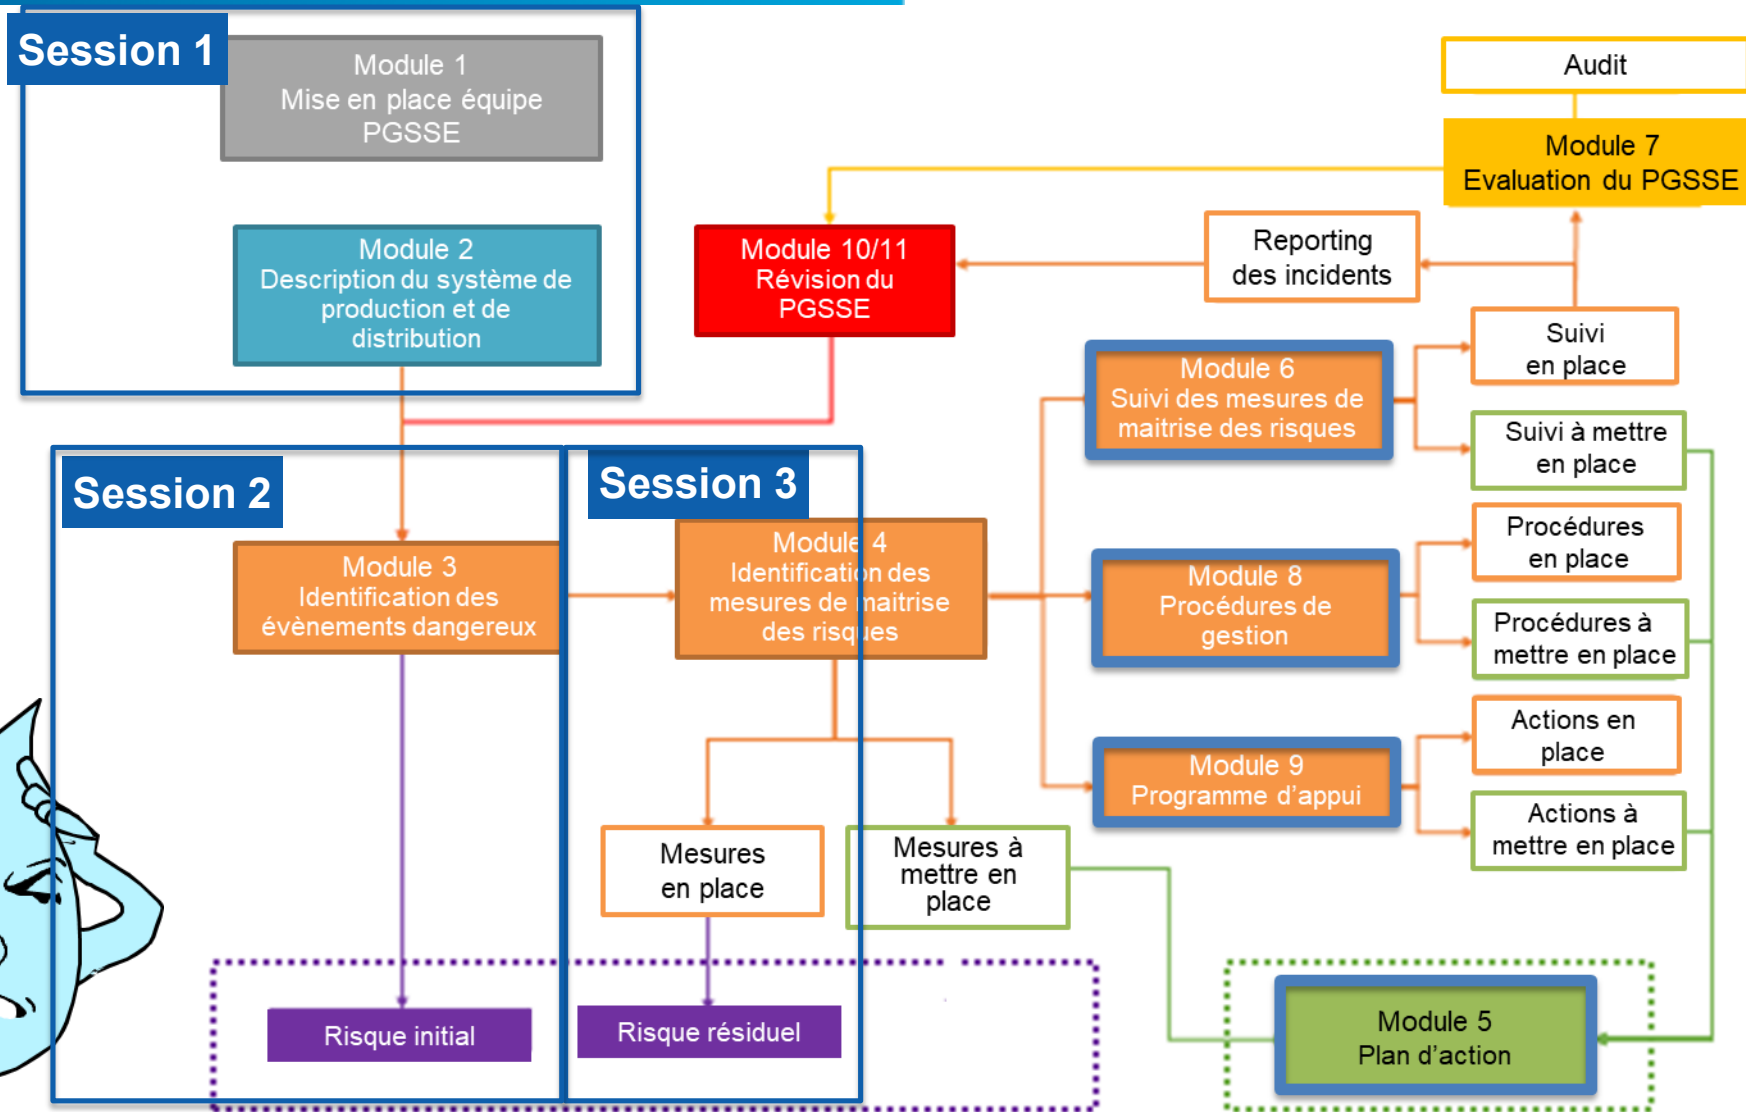 Session 1
Module 1
Mise en place équipe
PGSSE
Module 2
Description du système de
production et de
distribution
Audit
Module 7
Evaluation du PGSSE
Module 10/11
Révision du
PGSSE
Reporting
des incidents
Suivi
en place
Module 6
Suivi des mesures de
maitrise des risques
Suivi à mettre
en place
Session 2
Session 3
Module 3
Identification des
évènements dangereux
Module 4
Identification des
mesures de maitrise
des risques
Module 8
Procédures de
gestion
Procédures
en place
Procédures à
mettre en place
Module 9
Programme d'appui
Actions en
place
Actions à
mettre en place
Mesures
en place
Mesures à
mettre en
place
Risque initial
Risque résiduel
Module 5
Plan d'action